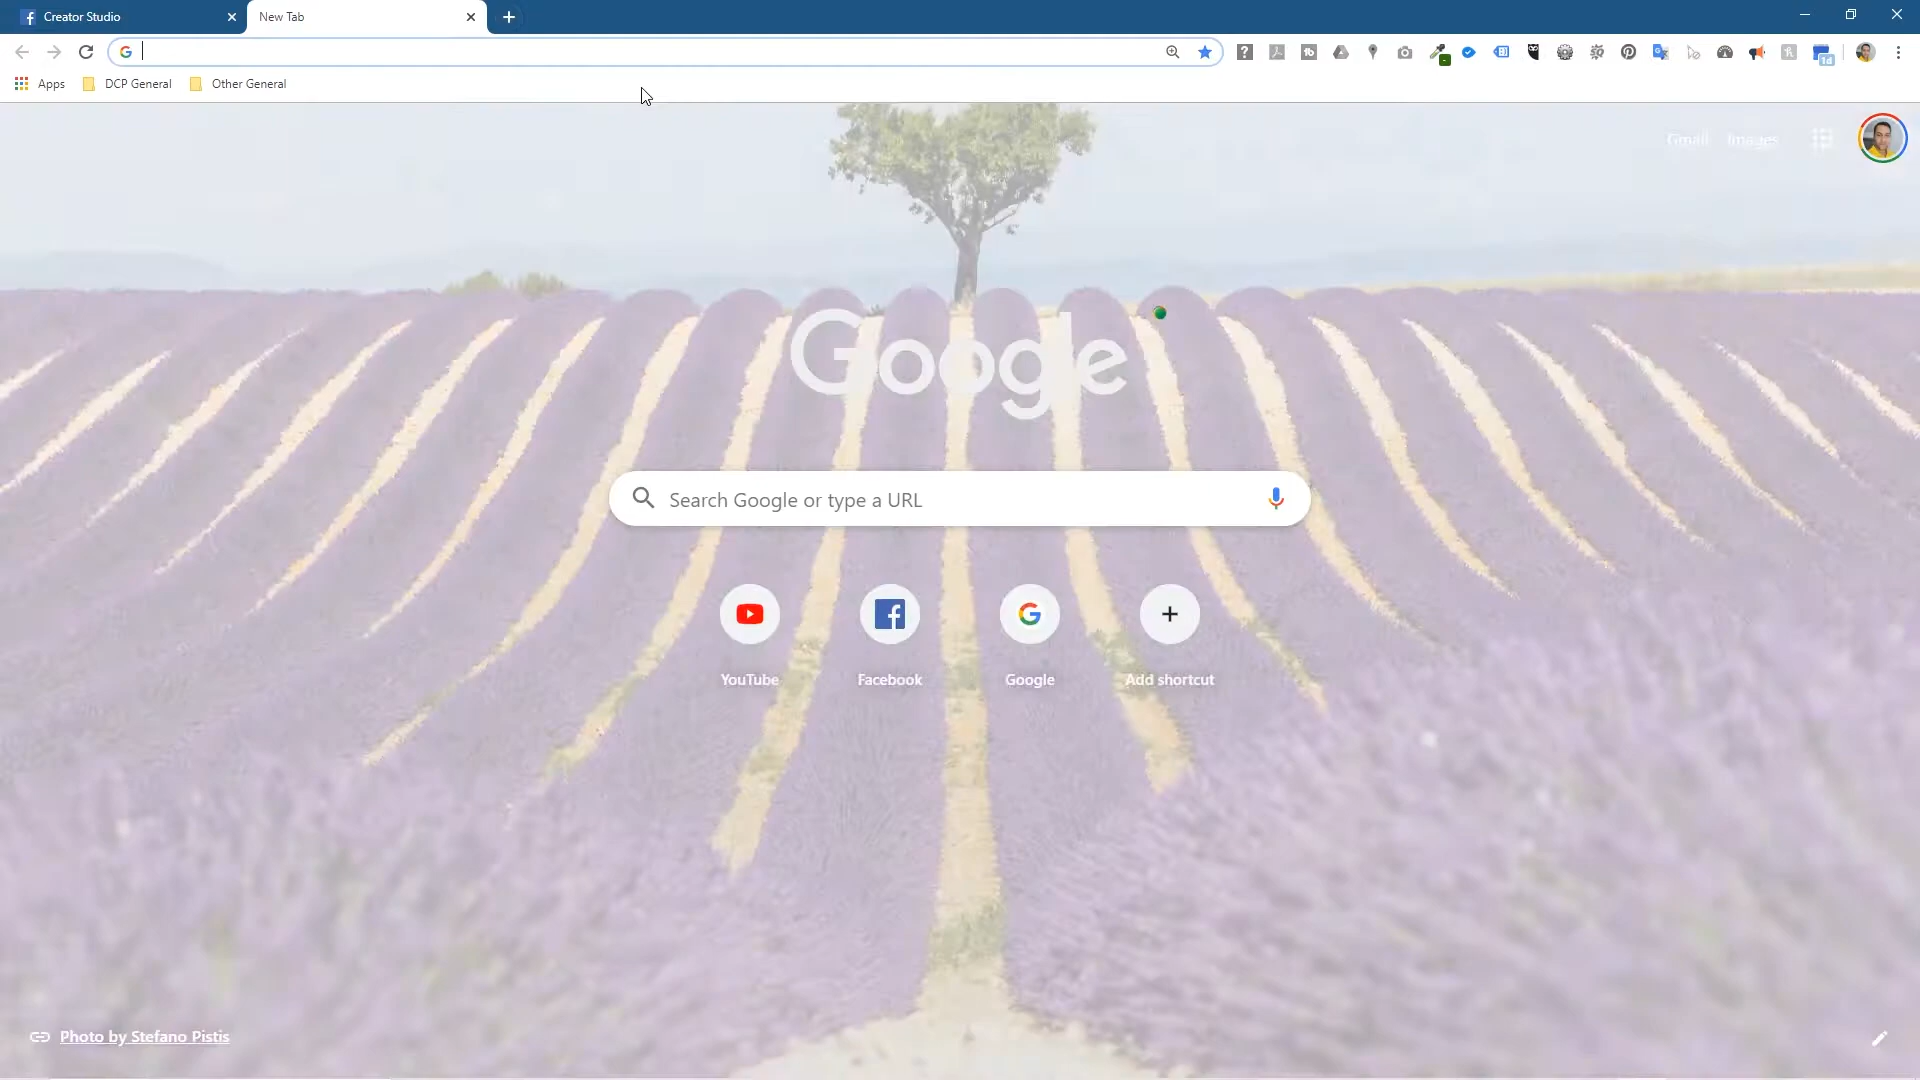 Creator Studio
New Tab
Apps
DCP General
Other General
1d
Gmail
Images
Google
Search Google or type a URL
YouTube
Facebook
Google
Add shortcut
Photo by Stefano Pistis